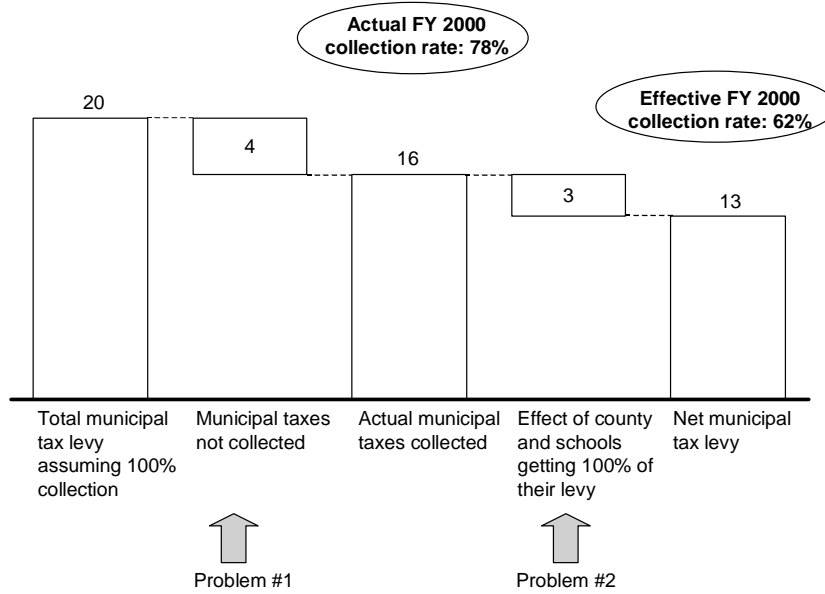 Actual FY 2000
collection rate: 78%
Effective FY 2000
collection rate: 62%
20
4
16
3
13
Total municipal
tax levy
assuming 100%
collection
Municipal taxes
not collected
Actual municipal
taxes collected
Effect of county
and schools
getting 100% of
their levy
Net municipal
tax levy
Problem #1
Problem #2